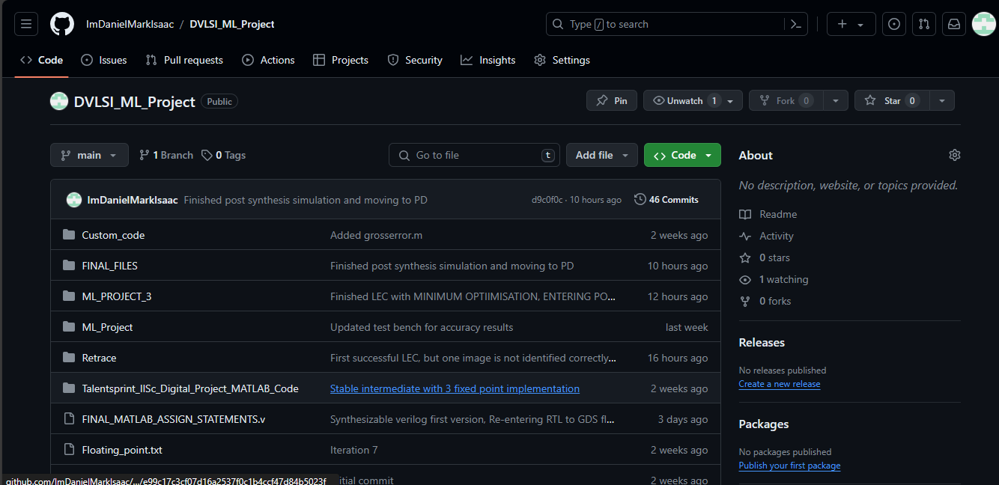 ImDanielMarkIsaac / DVLSI_ML_Project
Type / to search
Code Issues Pull requests Actions Projects Security Insights Settings
DVLSI_ML_Project Public
Pin Unwatch 1 Fork 0 Star 0
main 1 Branch 0 Tags Go to file t Add file Code
ImDanielMarkIsaac Finished post synthesis simulation and moving to PD d9c0f0c · 10 hours ago 46 Commits
Custom_code Added grosserror.m 2 weeks ago
FINAL_FILES Finished post synthesis simulation and moving to PD 10 hours ago
ML_PROJECT_3 Finished LEC with MINIMUM OPTIIMISATION, ENTERING PO... 12 hours ago
ML_Project Updated test bench for accuracy results last week
Retrace First successful LEC, but one image is not identified correctly... 16 hours ago
Talentsprint_IISc_Digital_Project_MATLAB_Code Stable intermediate with 3 fixed point implementation 2 weeks ago
FINAL_MATLAB_ASSIGN_STATEMENTS.v Synthesizable verilog first version, Re-entering RTL to GDS fl... 3 days ago
Floating_point.txt Iteration 7 2 weeks ago
github.com/ImDanielMarkIsaac/.../e99c17c3cf07d16a2537f0c1b4ccf47d84b5023f itial commit 2 weeks ago
About
No description, website, or topics provided.
Readme
Activity
0 stars
1 watching
0 forks
Releases
No releases published
Create a new release
Packages
No packages published
Publish your first package